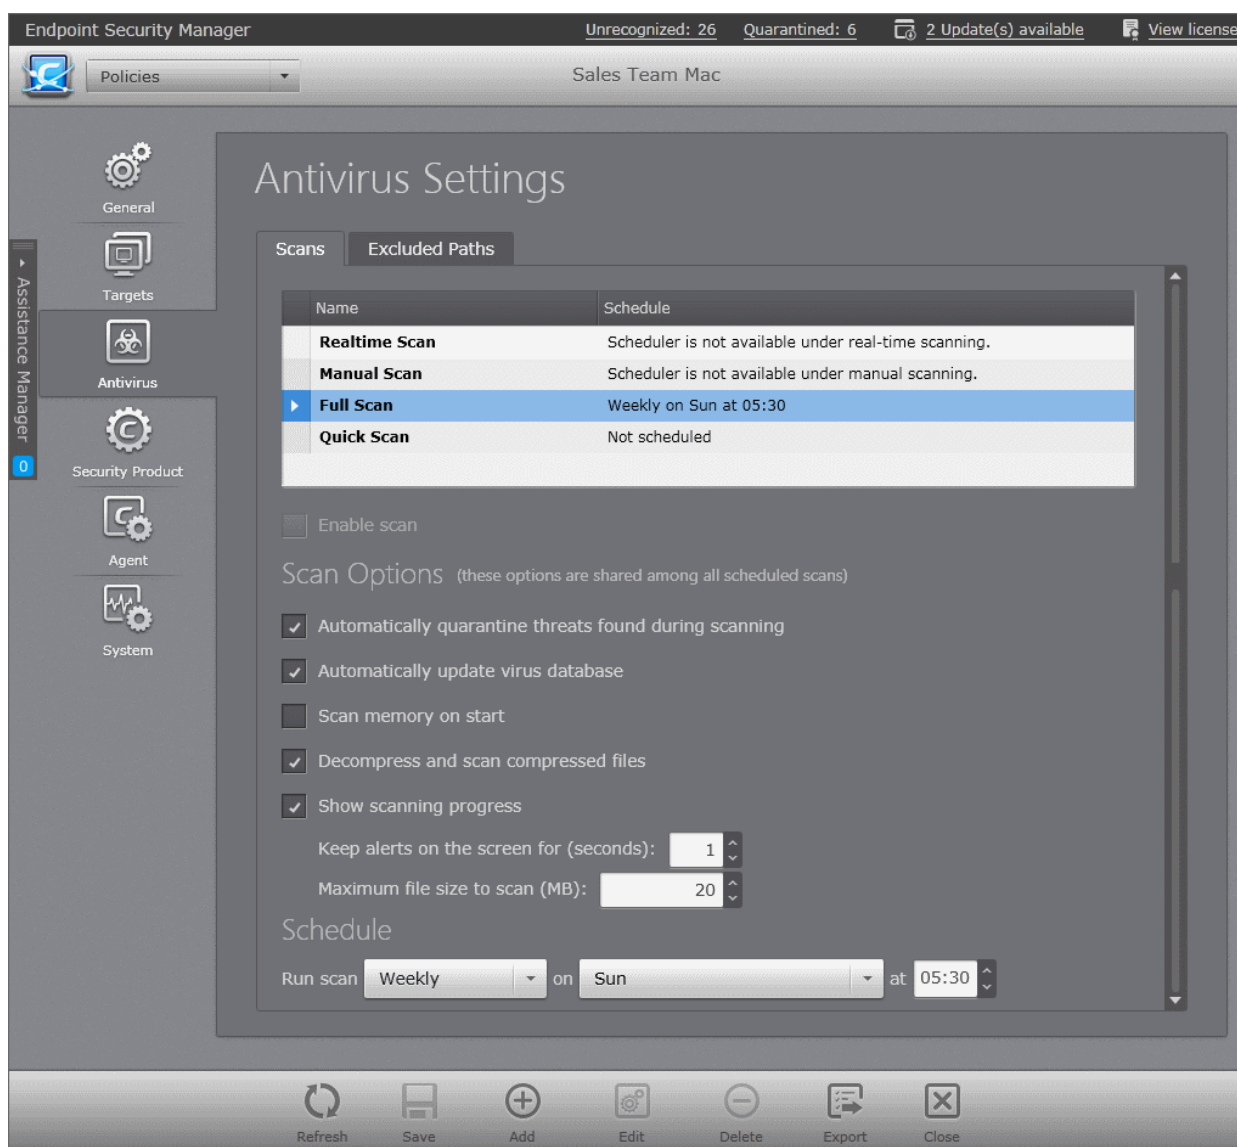 Endpoint Security Manager Unrecognized: 26 Quarantined: 6 2 Update(s) available View license
Policies Sales Team Mac
General
Targets
Antivirus
Security Product
Agent
System
Assistance Manager
0
Antivirus Settings
Scans Excluded Paths
Name Schedule
Realtime Scan Scheduler is not available under real-time scanning.
Manual Scan Scheduler is not available under manual scanning.
Full Scan Weekly on Sun at 05:30
Quick Scan Not scheduled
Enable scan
Scan Options (these options are shared among all scheduled scans)
Automatically quarantine threats found during scanning
Automatically update virus database
Scan memory on start
Decompress and scan compressed files
Show scanning progress
Keep alerts on the screen for (seconds): 1
Maximum file size to scan (MB): 20
Schedule
Run scan Weekly on Sun at 05:30
Refresh Save Add Edit Delete Export Close